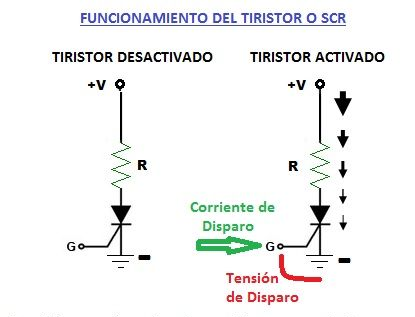 FUNCIONAMIENTO DEL TIRISTOR O SCR
TIRISTOR DESACTIVADO
TIRISTOR ACTIVADO
+V
+V
R
R
Corriente de
Disparo
G
G
Tensión
de Disparo